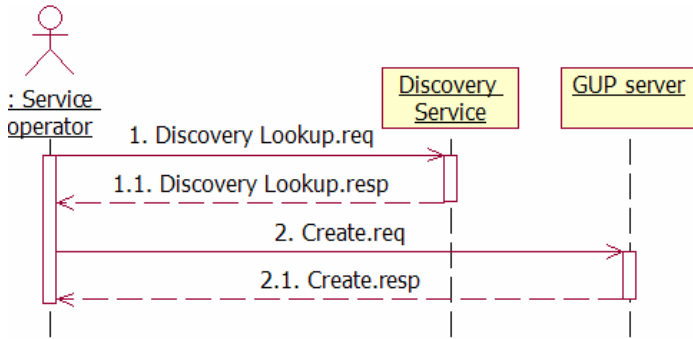 : Service
operator
Discovery
Service
GUP server
1. Discovery Lookup.req
1.1. Discovery Lookup.resp
2. Create.req
2.1. Create.resp